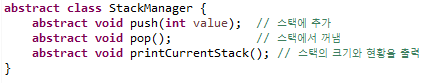 abstract class StackManager {
abstract void push(int value);  // 스택에 추가
abstract void pop();            // 스택에서 꺼냄
abstract void printCurrentStack(); // 스택의 크기와 현황을 출력
}